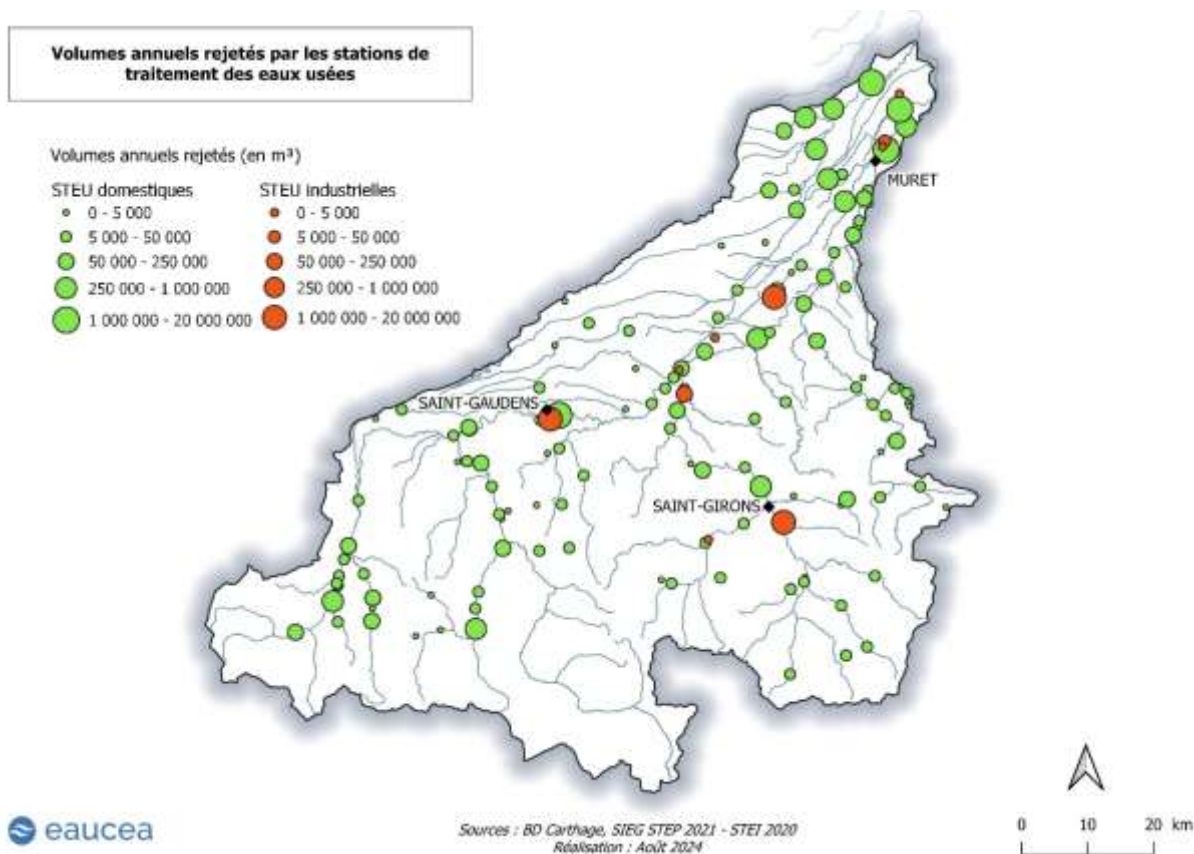 Volumes annuels rejetés par les stations de
traitement des eaux usées
Volumes annuels rejetés (en m³)
STEU domestiques
0 - 5 000
5 000 - 50 000
50 000 - 250 000
250 000 - 1 000 000
1 000 000 - 20 000 000
STEU industrielles
0 - 5 000
5 000 - 50 000
50 000 - 250 000
250 000 - 1 000 000
1 000 000 - 20 000 000
MURET
SAINT-GAUDENS
SAINT-GIRONS
eaucea
Sources : BD Carthage, SIEG STEP 2021 - STEI 2020
Réalisation : Août 2024
0 10 20 km